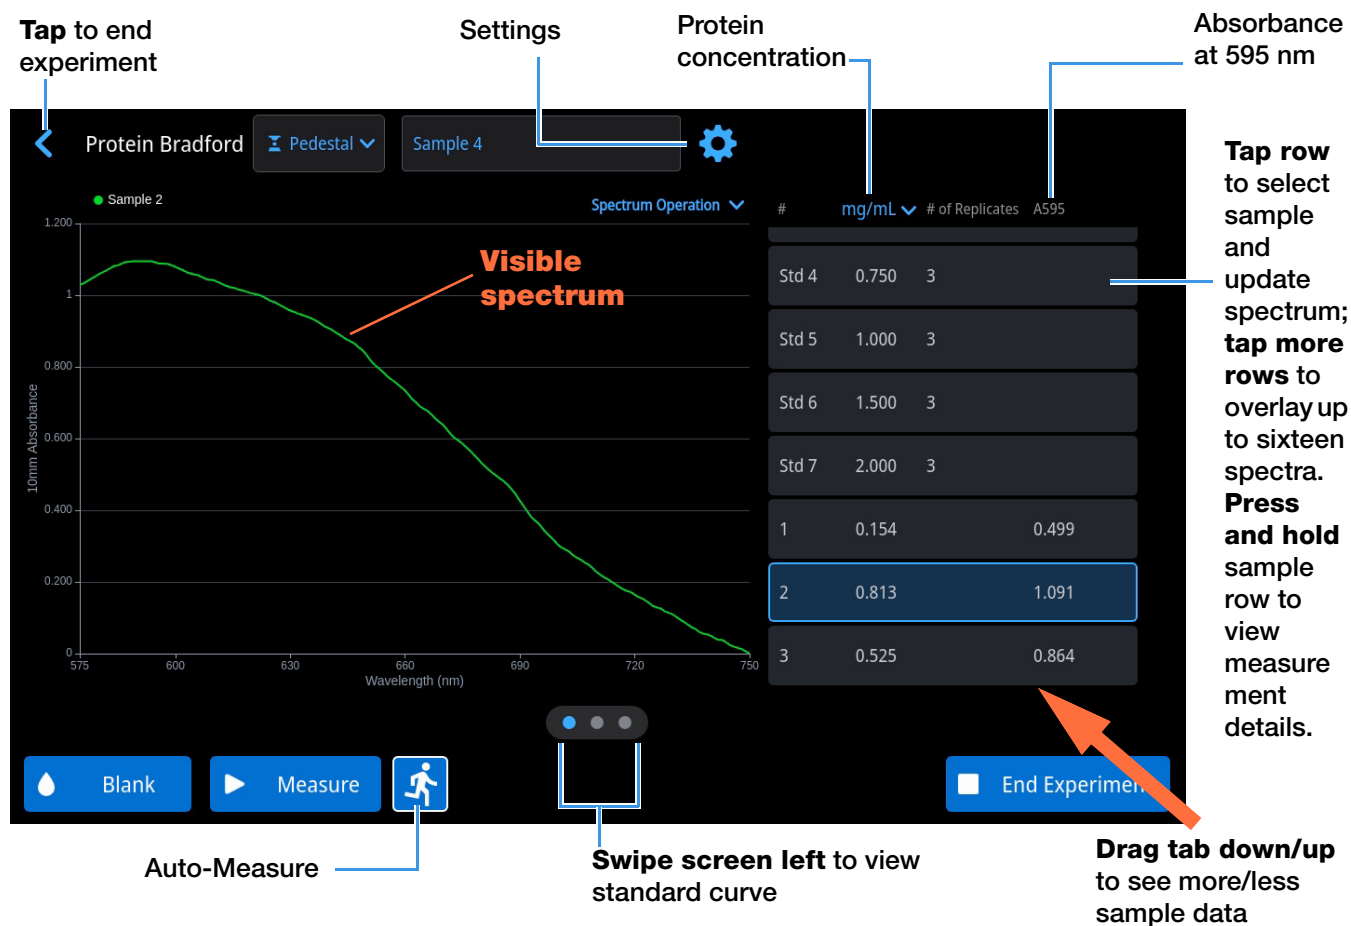 Tap to end
experiment
Settings
Protein
concentration
Absorbance
at 595 nm
Protein Bradford
Pedestal
Sample 4
Sample 2
Spectrum Operation
# mg/mL # of Replicates A595
1.200
1
0.800
0.600
0.400
0.200
0
10mm Absorbance
575 600 630 660 690 720 750
Wavelength (nm)
Visible
spectrum
Std 4 0.750 3
Std 5 1.000 3
Std 6 1.500 3
Std 7 2.000 3
1 0.154 0.499
2 0.813 1.091
3 0.525 0.864
Tap row
to select
sample
and
update
spectrum;
tap more
rows to
overlay up
to sixteen
spectra.
Press
and hold
sample
row to
view
measure
ment
details.
Blank
Measure
End Experimen
Auto-Measure
Swipe screen left to view
standard curve
Drag tab down/up
to see more/less
sample data